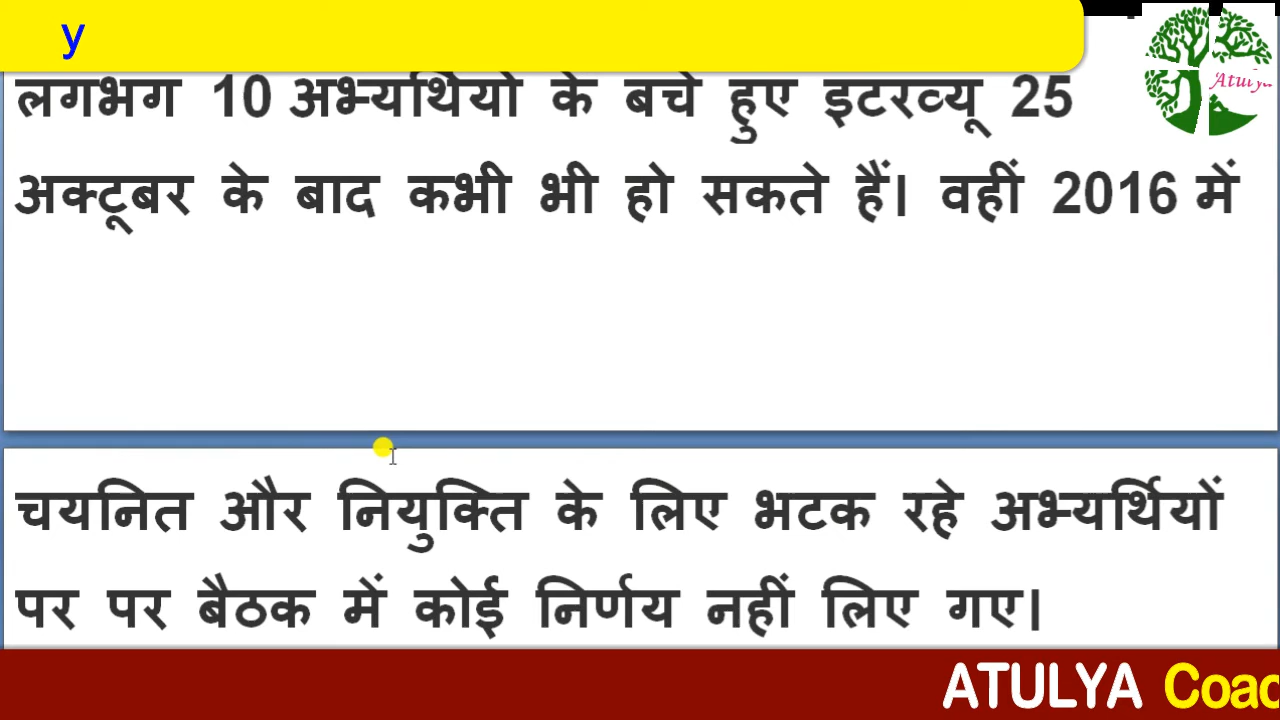 y
Atulya
लगभग 10 अभ्यर्थियों के बचे हुए इंटरव्यू 25
अक्टूबर के बाद कभी भी हो सकते हैं। वहीं 2016 में
चयनित और नियुक्ति के लिए भटक रहे अभ्यर्थियों
पर पर बैठक में कोई निर्णय नहीं लिए गए।
ATULYA Coac